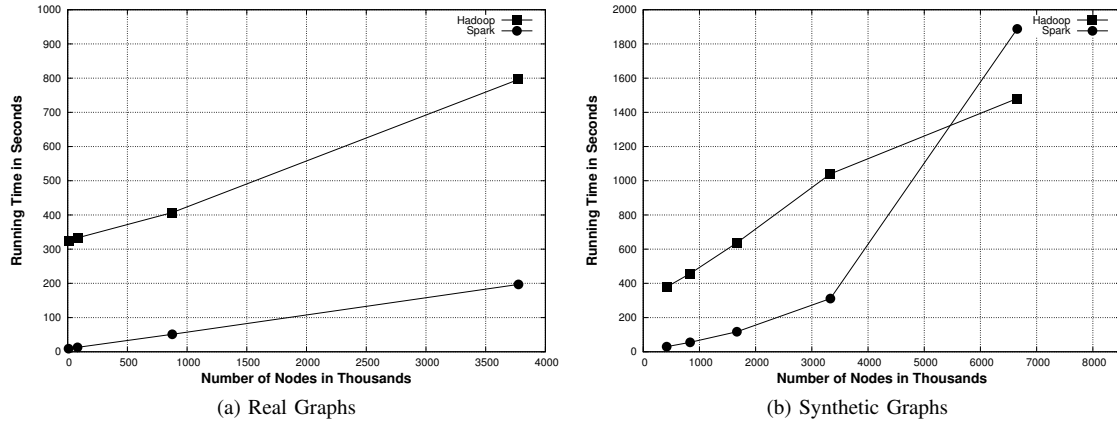 Running Time in Seconds
1000
900
800
700
600
500
400
300
200
100
0
0 500 1000 1500 2000 2500 3000 3500 4000
Number of Nodes in Thousands
Hadoop
Spark
(a) Real Graphs
Running Time in Seconds
2000
1800
1600
1400
1200
1000
800
600
400
200
0
0 1000 2000 3000 4000 5000 6000 7000 8000
Number of Nodes in Thousands
Hadoop
Spark
(b) Synthetic Graphs